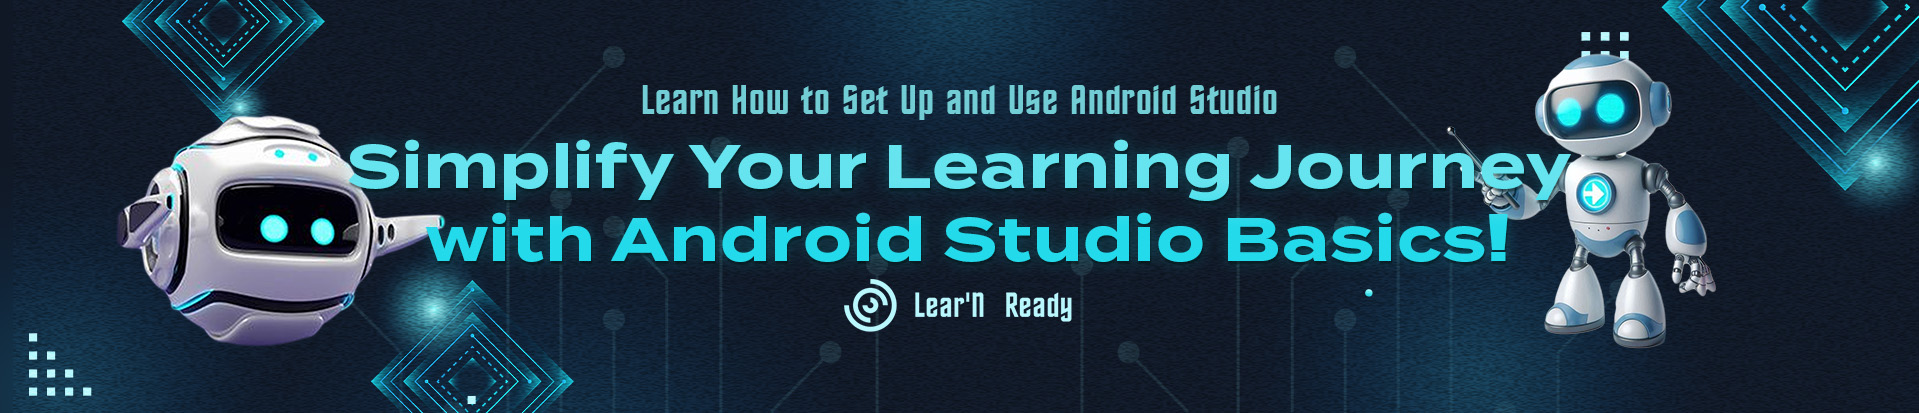 Learn How to Set Up and Use Android Studio
Simplify Your Learning Journey
with Android Studio Basics!
Lear'N Ready